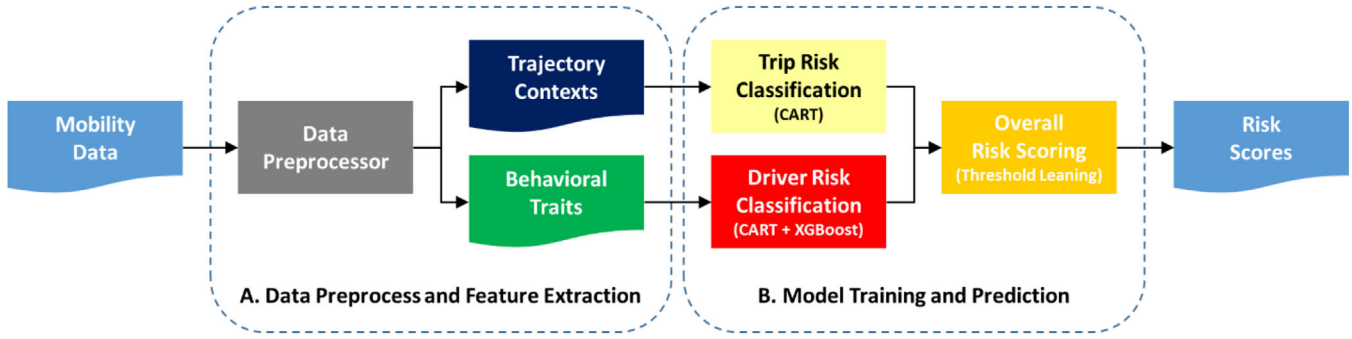 Mobility
Data
Data
Preprocessor
Trajectory
Contexts
Behavioral
Traits
A. Data Preprocess and Feature Extraction
Trip Risk
Classification
(CART)
Driver Risk
Classification
(CART + XGBoost)
Overall
Risk Scoring
(Threshold Leaning)
B. Model Training and Prediction
Risk
Scores